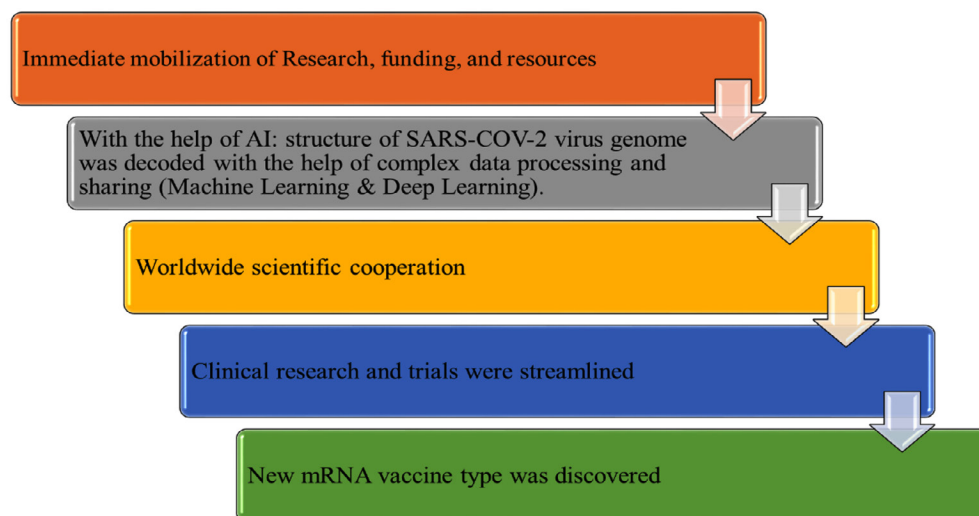 Immediate mobilization of Research, funding, and resources
With the help of AI: structure of SARS-COV-2 virus genome
was decoded with the help of complex data processing and
sharing (Machine Learning & Deep Learning).
Worldwide scientific cooperation
Clinical research and trials were streamlined
New mRNA vaccine type was discovered